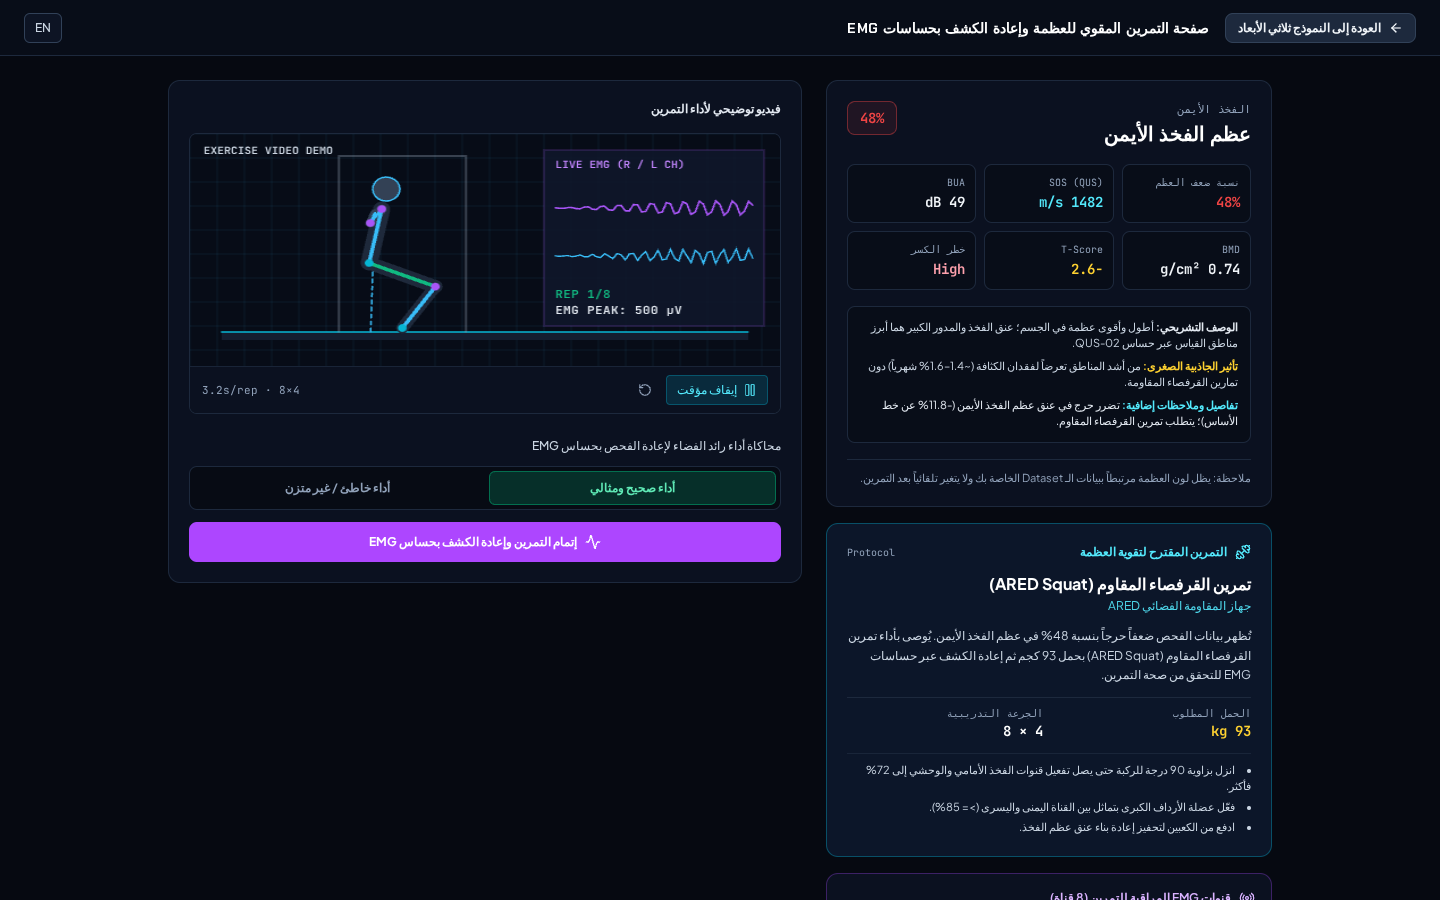 العودة إلى النموذج ثلاثي الأبعاد
صفحة التمرين المقوي للعظمة وإعادة الكشف بحساسات EMG
EN
الفخذ الأيمن
عظم الفخذ الأيمن
48%
نسبة ضعف العظم
48%
SOS (QUS)
1482 m/s
BUA
49 dB
BMD
0.74 g/cm²
T-Score
-2.6
خطر الكسر
High
الوصف التشريحي: أطول وأقوى عظمة في الجسم؛ عنق الفخذ والمدور الكبير هما أبرز
مناطق القياس عبر حساس QUS-02.
تأثير الجاذبية الصغرى: من أشد المناطق تعرضاً لفقدان الكثافة (~1.4–1.6% شهرياً) دون
تمارين القرفصاء المقاومة.
تفاصيل وملاحظات إضافية: تضرر حرج في عنق عظم الفخذ الأيمن (-11.8% عن خط
الأساس)؛ يتطلب تمرين القرفصاء المقاوم.
ملاحظة: يظل لون العظمة مرتبطاً ببيانات الـ Dataset الخاصة بك ولا يتغير تلقائياً بعد التمرين.
التمرين المقترح لتقوية العظمة
Protocol
تمرين القرفصاء المقاوم (ARED Squat)
جهاز المقاومة الفضائي ARED
تُظهر بيانات الفحص ضعفاً حرجاً بنسبة 48% في عظم الفخذ الأيمن. يُوصى بأداء تمرين
القرفصاء المقاوم (ARED Squat) بحمل 93 كجم ثم إعادة الكشف عبر حساسات
EMG للتحقق من صحة التمرين.
الحمل المطلوب
93 kg
الجرعة التدريبية
4 × 8
• انزل بزاوية 90 درجة للركبة حتى يصل تفعيل قنوات الفخذ الأمامي والوحشي إلى 72%
فأكثر.
• فعّل عضلة الأرداف الكبرى بتماثل بين القناة اليمنى واليسرى (>= 85%).
• ادفع من الكعبين لتحفيز إعادة بناء عنق عظم الفخذ.
قنوات EMG المراقبة للتمرين (8 قناة)
فيديو توضيحي لأداء التمرين
EXERCISE VIDEO DEMO
LIVE EMG (R / L CH)
REP 1/8
EMG PEAK: 500 µV
إيقاف مؤقت
3.2s/rep · 8×4
محاكاة أداء رائد الفضاء لإعادة الفحص بحساس EMG
أداء صحيح ومثالي
أداء خاطئ / غير متزن
إتمام التمرين وإعادة الكشف بحساس EMG